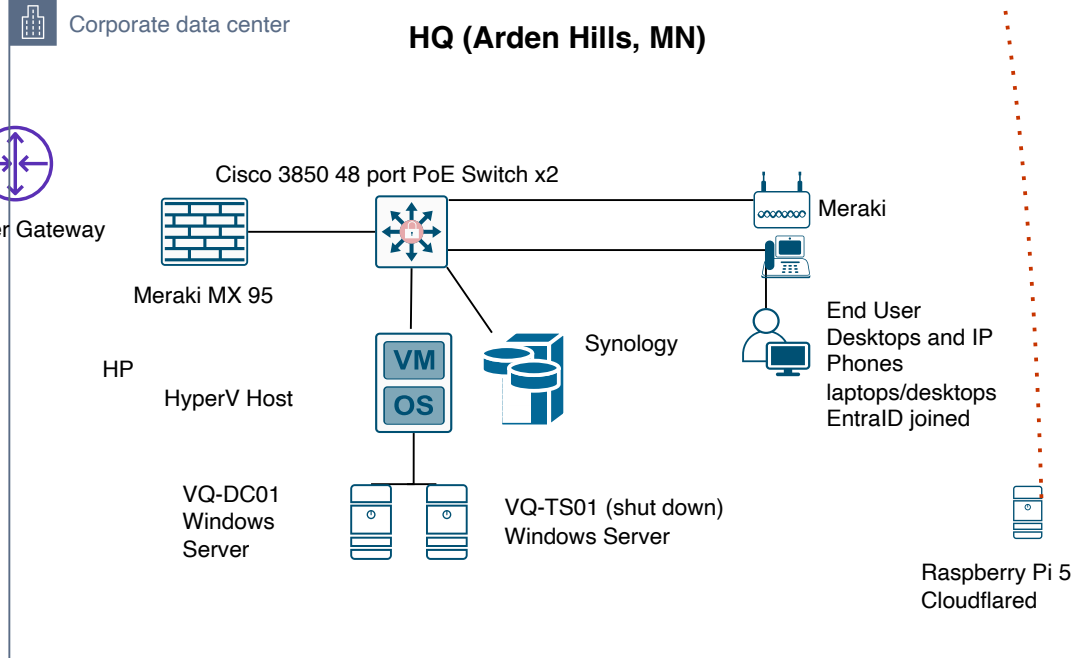 Corporate data center
HQ (Arden Hills, MN)
Cisco 3850 48 port PoE Switch x2
Meraki
Gateway
Meraki MX 95
End User
Desktops and IP
Phones
laptops/desktops
EntraID joined
Synology
HP
HyperV Host
VM
OS
VQ-DC01
Windows
Server
VQ-TS01 (shut down)
Windows Server
Raspberry Pi 5
Cloudflared